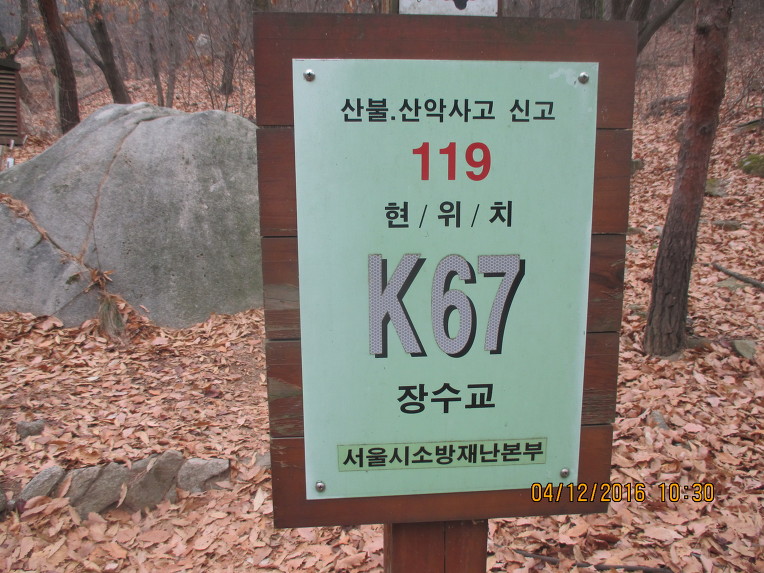 산불.산악사고 신고
119
현/위/치
K67
장수교
서울시소방재난본부
04/12/2016 10:30